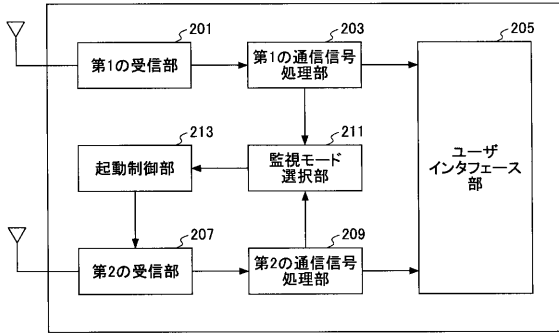 201
第1の受信部
203
第1の通信信号
処理部
205
ユーザ
インタフェース
部
213
起動制御部
211
監視モード
選択部
207
第2の受信部
209
第2の通信信号
処理部